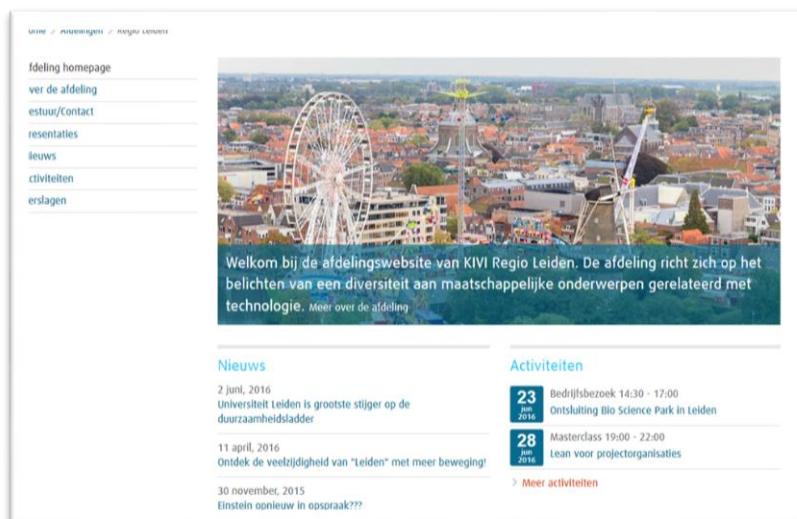 ome / Afdelingen / Regio Leiden
fdeling homepage
ver de afdeling
estuur/Contact
resentaties
ieuws
ctiviteiten
erslagen
Welkom bij de afdelingswebsite van KIVI Regio Leiden. De afdeling richt zich op het
belichten van een diversiteit aan maatschappelijke onderwerpen gerelateerd met
technologie. Meer over de afdeling
Nieuws
2 juni, 2016
Universiteit Leiden is grootste stijger op de
duurzaamheidsladder
11 april, 2016
Ontdek de veelzijdigheid van "Leiden" met meer beweging!
30 november, 2015
Einstein opnieuw in opspraak???
Activiteiten
23
jun
2016
Bedrijfsbezoek 14:30 - 17:00
Ontsluiting Bio Science Park in Leiden
28
jun
2016
Masterclass 19:00 - 22:00
Lean voor projectorganisaties
> Meer activiteiten